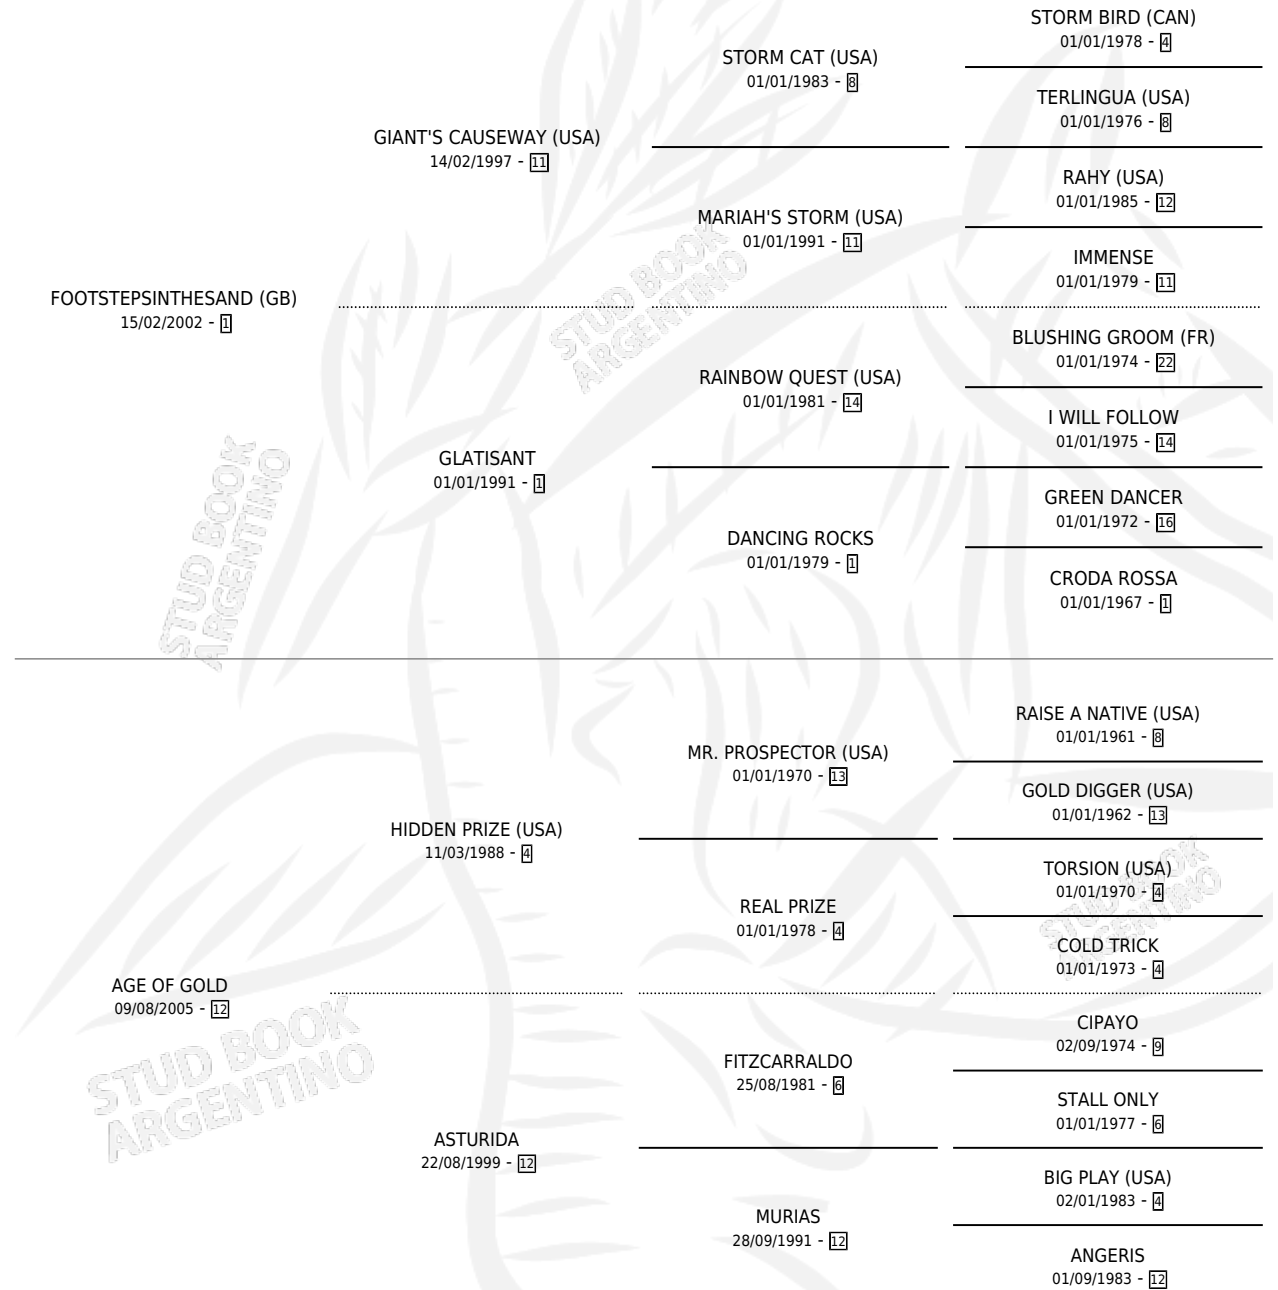 STORM BIRD (CAN)
01/01/1978 - 4
STORM CAT (USA)
01/01/1983 - 8
TERLINGUA (USA)
01/01/1976 - 8
GIANT'S CAUSEWAY (USA)
14/02/1997 - 11
RAHY (USA)
01/01/1985 - 12
MARIAH'S STORM (USA)
01/01/1991 - 11
IMMENSE
01/01/1979 - 11
FOOTSTEPSINTHESAND (GB)
15/02/2002 - 1
BLUSHING GROOM (FR)
01/01/1974 - 22
RAINBOW QUEST (USA)
01/01/1981 - 14
I WILL FOLLOW
01/01/1975 - 14
GLATISANT
01/01/1991 - 1
GREEN DANCER
01/01/1972 - 16
DANCING ROCKS
01/01/1979 - 1
CRODA ROSSA
01/01/1967 - 1
STUD BOOK
ARGENTINO
STUD BOOK
ARGENTINO
RAISE A NATIVE (USA)
01/01/1961 - 8
MR. PROSPECTOR (USA)
01/01/1970 - 13
GOLD DIGGER (USA)
01/01/1962 - 13
HIDDEN PRIZE (USA)
11/03/1988 - 4
TORSION (USA)
01/01/1970 - 4
REAL PRIZE
01/01/1978 - 4
COLD TRICK
01/01/1973 - 4
STUD BOOK
ARGENTINO
AGE OF GOLD
09/08/2005 - 12
CIPAYO
02/09/1974 - 9
FITZCARRALDO
25/08/1981 - 6
STALL ONLY
01/01/1977 - 6
STUD BOOK
ARGENTINO
ASTURIDA
22/08/1999 - 12
BIG PLAY (USA)
02/01/1983 - 4
MURIAS
28/09/1991 - 12
ANGERIS
01/09/1983 - 12